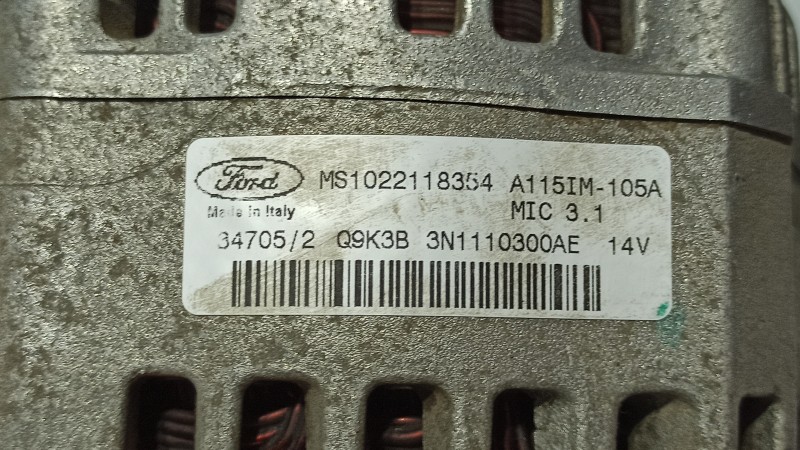 Ford MS1022118354 A115IM-105A
Made in Italy MIC 3.1
34705/2 Q9K3B 3N1110300AE 14V